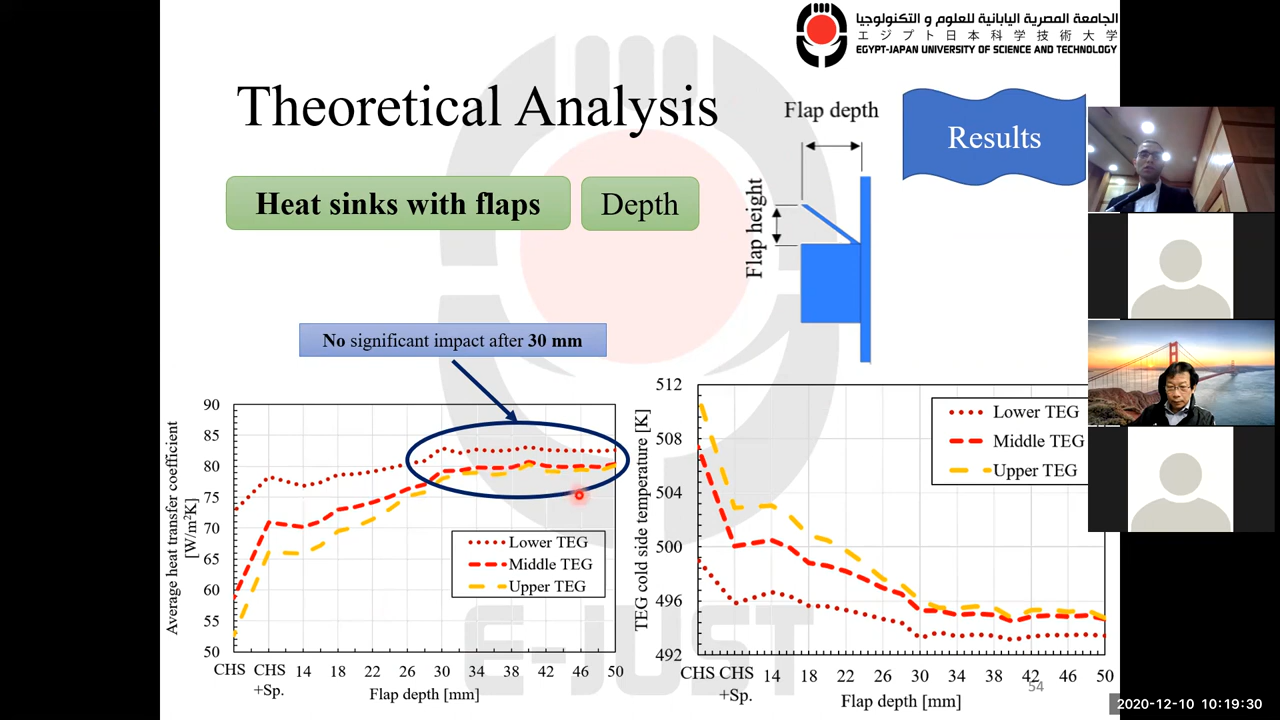 الجامعة المصرية اليابانية للعلوم و التكنولوجيا
エジプト日本科学技術大学
EGYPT-JAPAN UNIVERSITY OF SCIENCE AND TECHNOLOGY
Theoretical Analysis
Flap depth
Results
Heat sinks with flaps
Depth
Flap height
No significant impact after 30 mm
Average heat transfer coefficient
[W/m²K]
90
85
80
75
70
65
60
55
50
Lower TEG
Middle TEG
Upper TEG
CHS CHS 14 18 22 26 30 34 38 42 46 50
+Sp.
Flap depth [mm]
TEG cold side temperature [K]
512
508
504
500
496
492
Lower TEG
Middle TEG
Upper TEG
CHS CHS 14 18 22 26 30 34 38 42 46 50
+Sp.
Flap depth [mm]
54
E-JUST
2020-12-10 10:19:30